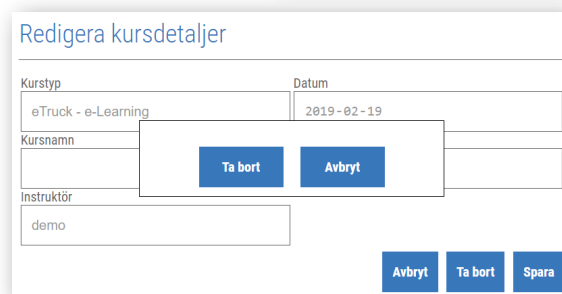 Redigera kursdetaljer
Kurstyp
Datum
eTruck - e-Learning
2019-02-19
Kursnamn
Ta bort
Avbryt
Instruktör
demo
Avbryt
Ta bort
Spara